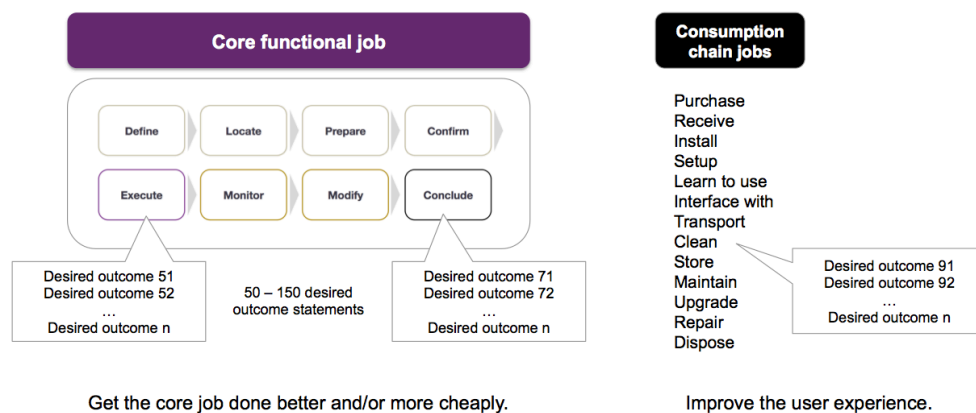 Core functional job
Define
Locate
Prepare
Confirm
Execute
Monitor
Modify
Conclude
Desired outcome 51
Desired outcome 52
…
Desired outcome n
50 – 150 desired
outcome statements
Desired outcome 71
Desired outcome 72
…
Desired outcome n
Get the core job done better and/or more cheaply.
Consumption
chain jobs
Purchase
Receive
Install
Setup
Learn to use
Interface with
Transport
Clean
Store
Maintain
Upgrade
Repair
Dispose
Desired outcome 91
Desired outcome 92
…
Desired outcome n
Improve the user experience.